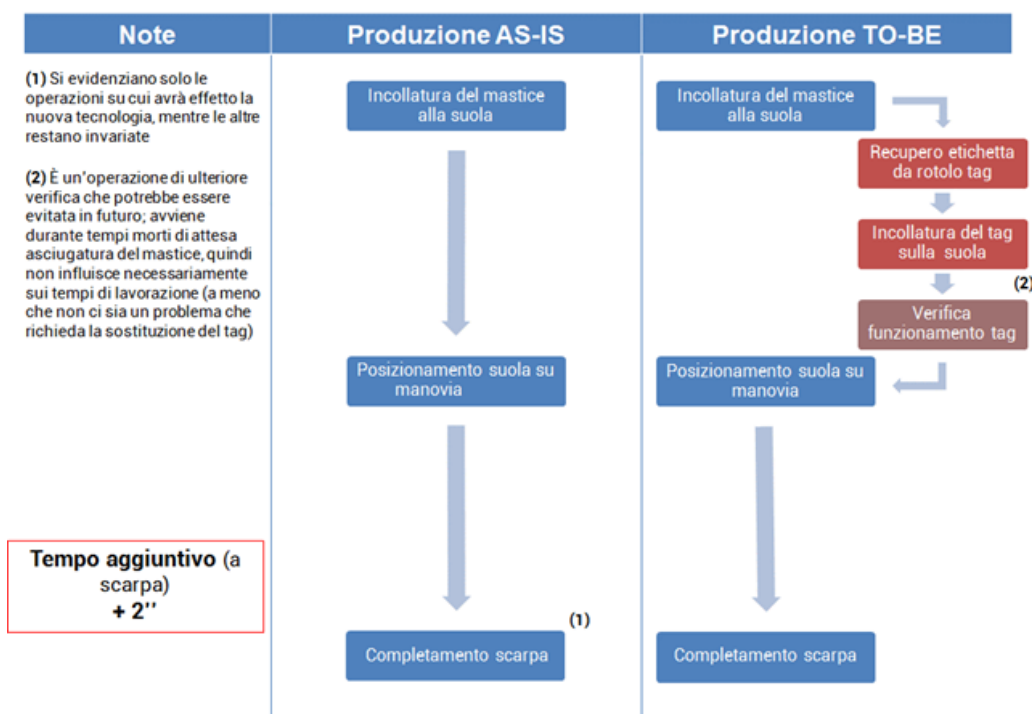 Note
Produzione AS-IS
Produzione TO-BE
(1) Si evidenziano solo le
operazioni su cui avrà effetto la
nuova tecnologia, mentre le altre
restano invariate
(2) È un'operazione di ulteriore
verifica che potrebbe essere
evitata in futuro; avviene
durante tempi morti di attesa
asciugatura del mastice, quindi
non influisce necessariamente
sui tempi di lavorazione (a meno
che non ci sia un problema che
richieda la sostituzione del tag)
Tempo aggiuntivo (a
scarpa)
+ 2''
Incollatura del mastice
alla suola
Posizionamento suola su
manovia
(1)
Completamento scarpa
Incollatura del mastice
alla suola
Recupero etichetta
da rotolo tag
Incollatura del tag
sulla suola
(2)
Verifica
funzionamento tag
Posizionamento suola su
manovia
Completamento scarpa